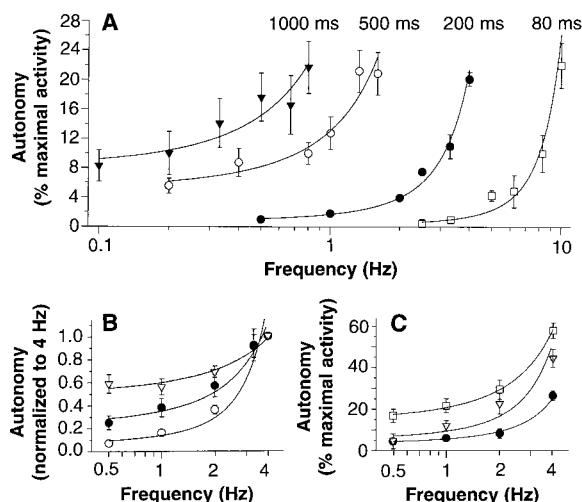 A
1000 ms 500 ms 200 ms 80 ms
Autonomy
(% maximal activity)
28
24
20
16
12
8
4
0
0.1 1 10
Frequency (Hz)
B
Autonomy
(normalized to 4 Hz)
1.0
0.8
0.6
0.4
0.2
0.0
0.5 1 2 4
Frequency (Hz)
C
Autonomy
(% maximal activity)
60
40
20
0
0.5 1 2 4
Frequency (Hz)